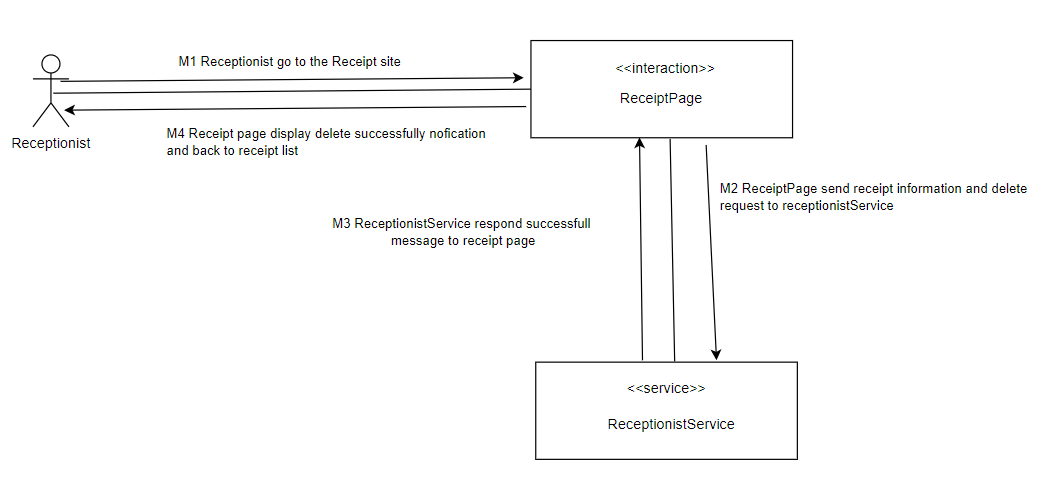 M1 Receptionist go to the Receipt site
<<interaction>>
ReceiptPage
Receptionist
M4 Receipt page display delete successfully nofication
and back to receipt list
M2 ReceiptPage send receipt information and delete
request to receptionistService
M3 ReceptionistService respond successfull
message to receipt page
<<service>>
ReceptionistService